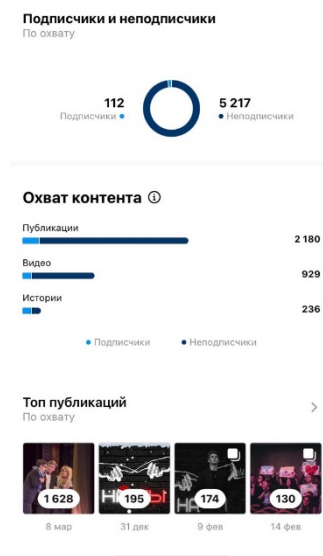 Подписчики и неподписчики
По охвату
112
Подписчики
5 217
Неподписчики
Охват контента
Публикации
2 180
Видео
929
Истории
236
Подписчики
Неподписчики
Топ публикаций
По охвату
1 628
195
174
130
8 мар
31 дек
9 фев
14 фев